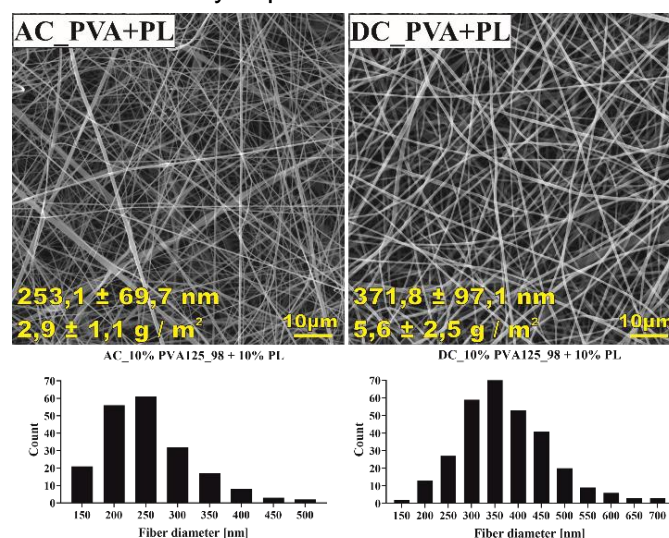 AC_PVA+PL
253,1 ± 69,7 nm
2,9 ± 1,1 g / m²
10µm
DC_PVA+PL
371,8 ± 97,1 nm
5,6 ± 2,5 g / m²
10µm
AC_10% PVA125_98 + 10% PL
Count
70
60
50
40
30
20
10
0
150 200 250 300 350 400 450 500
Fiber diameter [nm]
DC_10% PVA125_98 + 10% PL
Count
70
60
50
40
30
20
10
0
150 200 250 300 350 400 450 500 550 600 650 700
Fiber diameter [nm]